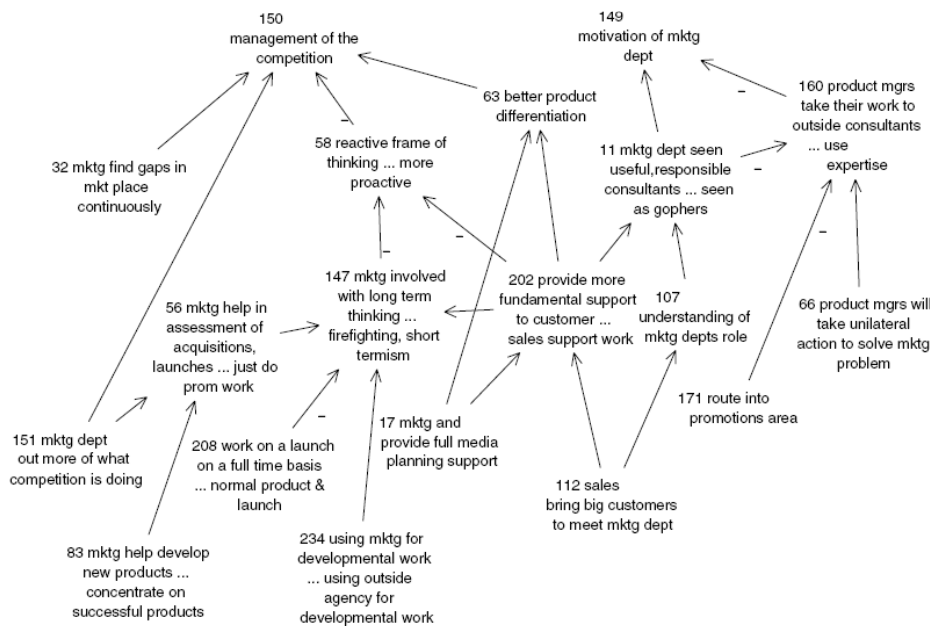 150
management of the
competition
149
motivation of mktg
dept
63 better product
differentiation
160 product mgrs
take their work to
outside consultants
... use
expertise
58 reactive frame of
thinking ... more
proactive
32 mktg find gaps in
mkt place
continuously
11 mktg dept seen
useful,responsible
consultants ... seen
as gophers
147 mktg involved
with long term
thinking ...
firefighting, short
termism
202 provide more
fundamental support
to customer ...
sales support work
107
understanding of
mktg depts role
66 product mgrs will
take unilateral
action to solve mktg
problem
56 mktg help in
assessment of
acquisitions,
launches ... just do
prom work
151 mktg dept
out more of what
competition is doing
208 work on a launch
on a full time basis
... normal product &
launch
17 mktg and
provide full media
planning support
171 route into
promotions area
112 sales
bring big customers
to meet mktg dept
83 mktg help develop
new products ...
concentrate on
successful products
234 using mktg for
developmental work
... using outside
agency for
developmental work